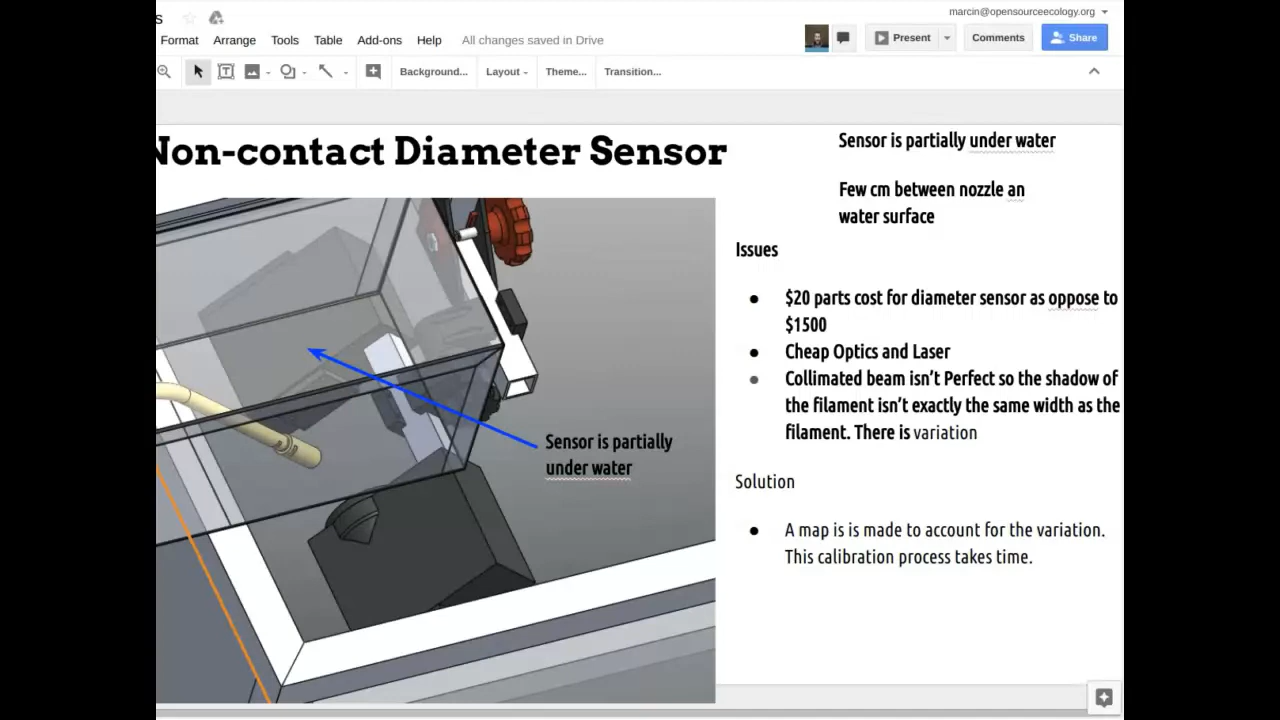 s
marcin@opensourceecology.org
Format Arrange Tools Table Add-ons Help All changes saved in Drive
Present Comments Share
Background... Layout Theme... Transition...
Non-contact Diameter Sensor
Sensor is partially under water
Few cm between nozzle an
water surface
Issues
$20 parts cost for diameter sensor as oppose to
$1500
Cheap Optics and Laser
Collimated beam isn't Perfect so the shadow of
the filament isn't exactly the same width as the
filament. There is variation
Sensor is partially
under water
Solution
A map is is made to account for the variation.
This calibration process takes time.